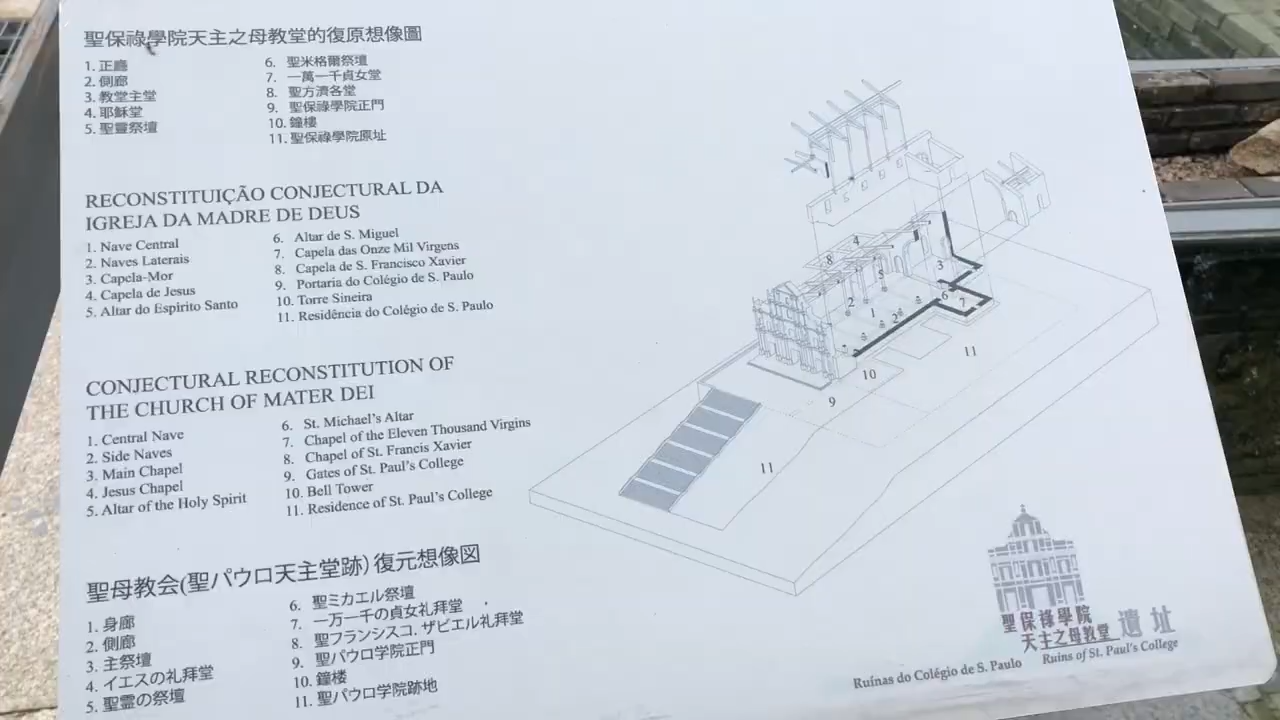 聖保祿學院天主之母教堂的復原想像圖
1. 正廳
2. 側廊
3. 教堂主堂
4. 耶穌堂
5. 聖靈祭壇
6. 聖米格爾祭壇
7. 一萬一千貞女堂
8. 聖方濟各堂
9. 聖保祿學院正門
10. 鐘樓
11. 聖保祿學院原址
RECONSTITUIÇÃO CONJECTURAL DA
IGREJA DA MADRE DE DEUS
1. Nave Central
2. Naves Laterais
3. Capela-Mor
4. Capela de Jesus
5. Altar do Espírito Santo
6. Altar de S. Miguel
7. Capela das Onze Mil Virgens
8. Capela de S. Francisco Xavier
9. Portaria do Colégio de S. Paulo
10. Torre Sineira
11. Residência do Colégio de S. Paulo
CONJECTURAL RECONSTITUTION OF
THE CHURCH OF MATER DEI
1. Central Nave
2. Side Naves
3. Main Chapel
4. Jesus Chapel
5. Altar of the Holy Spirit
6. St. Michael's Altar
7. Chapel of the Eleven Thousand Virgins
8. Chapel of St. Francis Xavier
9. Gates of St. Paul's College
10. Bell Tower
11. Residence of St. Paul's College
聖母教会(聖パウロ天主堂跡)復元想像図
1. 身廊
2. 側廊
3. 主祭壇
4. イエスの礼拜堂
5. 聖霊の祭壇
6. 聖ミカエル祭壇
7. 一万一千の貞女礼拜堂
8. 聖フランシスコ. ザビエル礼拜堂
9. 聖パウロ学院正門
10. 鐘楼
11. 聖パウロ学院跡地
4
8
5
3
2
1
2
6
7
11
10
9
11
聖保祿學院
天主之母教堂 遺址
Ruínas do Colégio de S. Paulo
Ruins of St. Paul's College